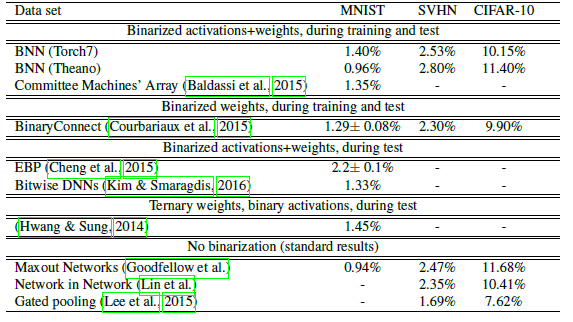 Data set MNIST SVHN CIFAR-10
Binarized activations+weights, during training and test
BNN (Torch7) 1.40% 2.53% 10.15%
BNN (Theano) 0.96% 2.80% 11.40%
Committee Machines' Array (Baldassi et al., 2015) 1.35% - -
Binarized weights, during training and test
BinaryConnect (Courbariaux et al., 2015) 1.29± 0.08% 2.30% 9.90%
Binarized activations+weights, during test
EBP (Cheng et al., 2015) 2.2± 0.1% - -
Bitwise DNNs (Kim & Smaragdis, 2016) 1.33% - -
Ternary weights, binary activations, during test
(Hwang & Sung, 2014) 1.45% - -
No binarization (standard results)
Maxout Networks (Goodfellow et al.) 0.94% 2.47% 11.68%
Network in Network (Lin et al.) - 2.35% 10.41%
Gated pooling (Lee et al., 2015) - 1.69% 7.62%